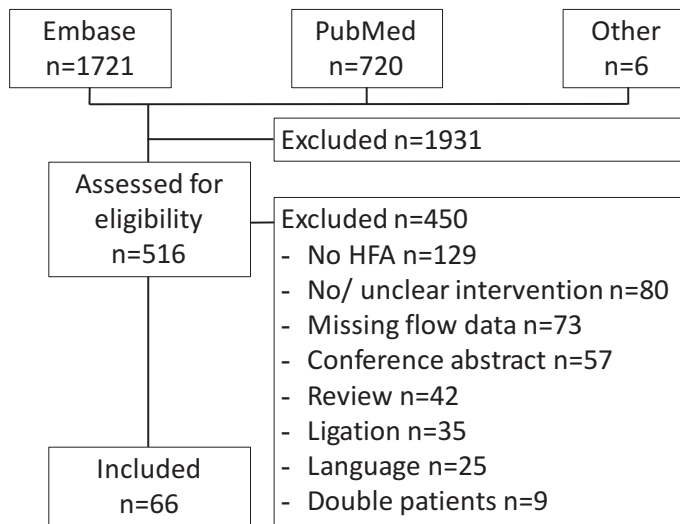 Embase
n=1721
PubMed
n=720
Other
n=6
Excluded n=1931
Assessed for
eligibility
n=516
Excluded n=450
- No HFA n=129
- No/ unclear intervention n=80
- Missing flow data n=73
- Conference abstract n=57
- Review n=42
- Ligation n=35
- Language n=25
- Double patients n=9
Included
n=66